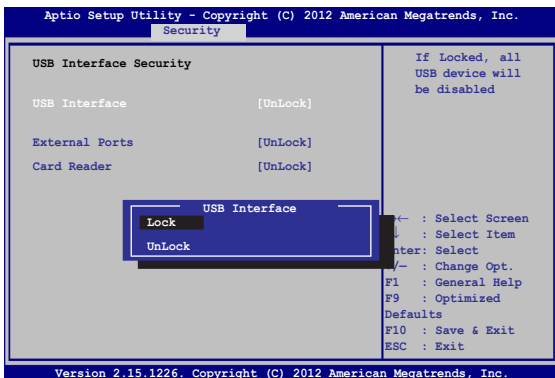 Aptio Setup Utility - Copyright (C) 2012 American Megatrends, Inc.
Security
USB Interface Security
USB Interface [UnLock]
External Ports [UnLock]
Card Reader [UnLock]
USB Interface
Lock
UnLock
If Locked, all
USB device will
be disabled
→← : Select Screen
↓ : Select Item
nter: Select
/— : Change Opt.
F1 : General Help
F9 : Optimized
Defaults
F10 : Save & Exit
ESC : Exit
Version 2.15.1226. Copyright (C) 2012 American Megatrends, Inc.